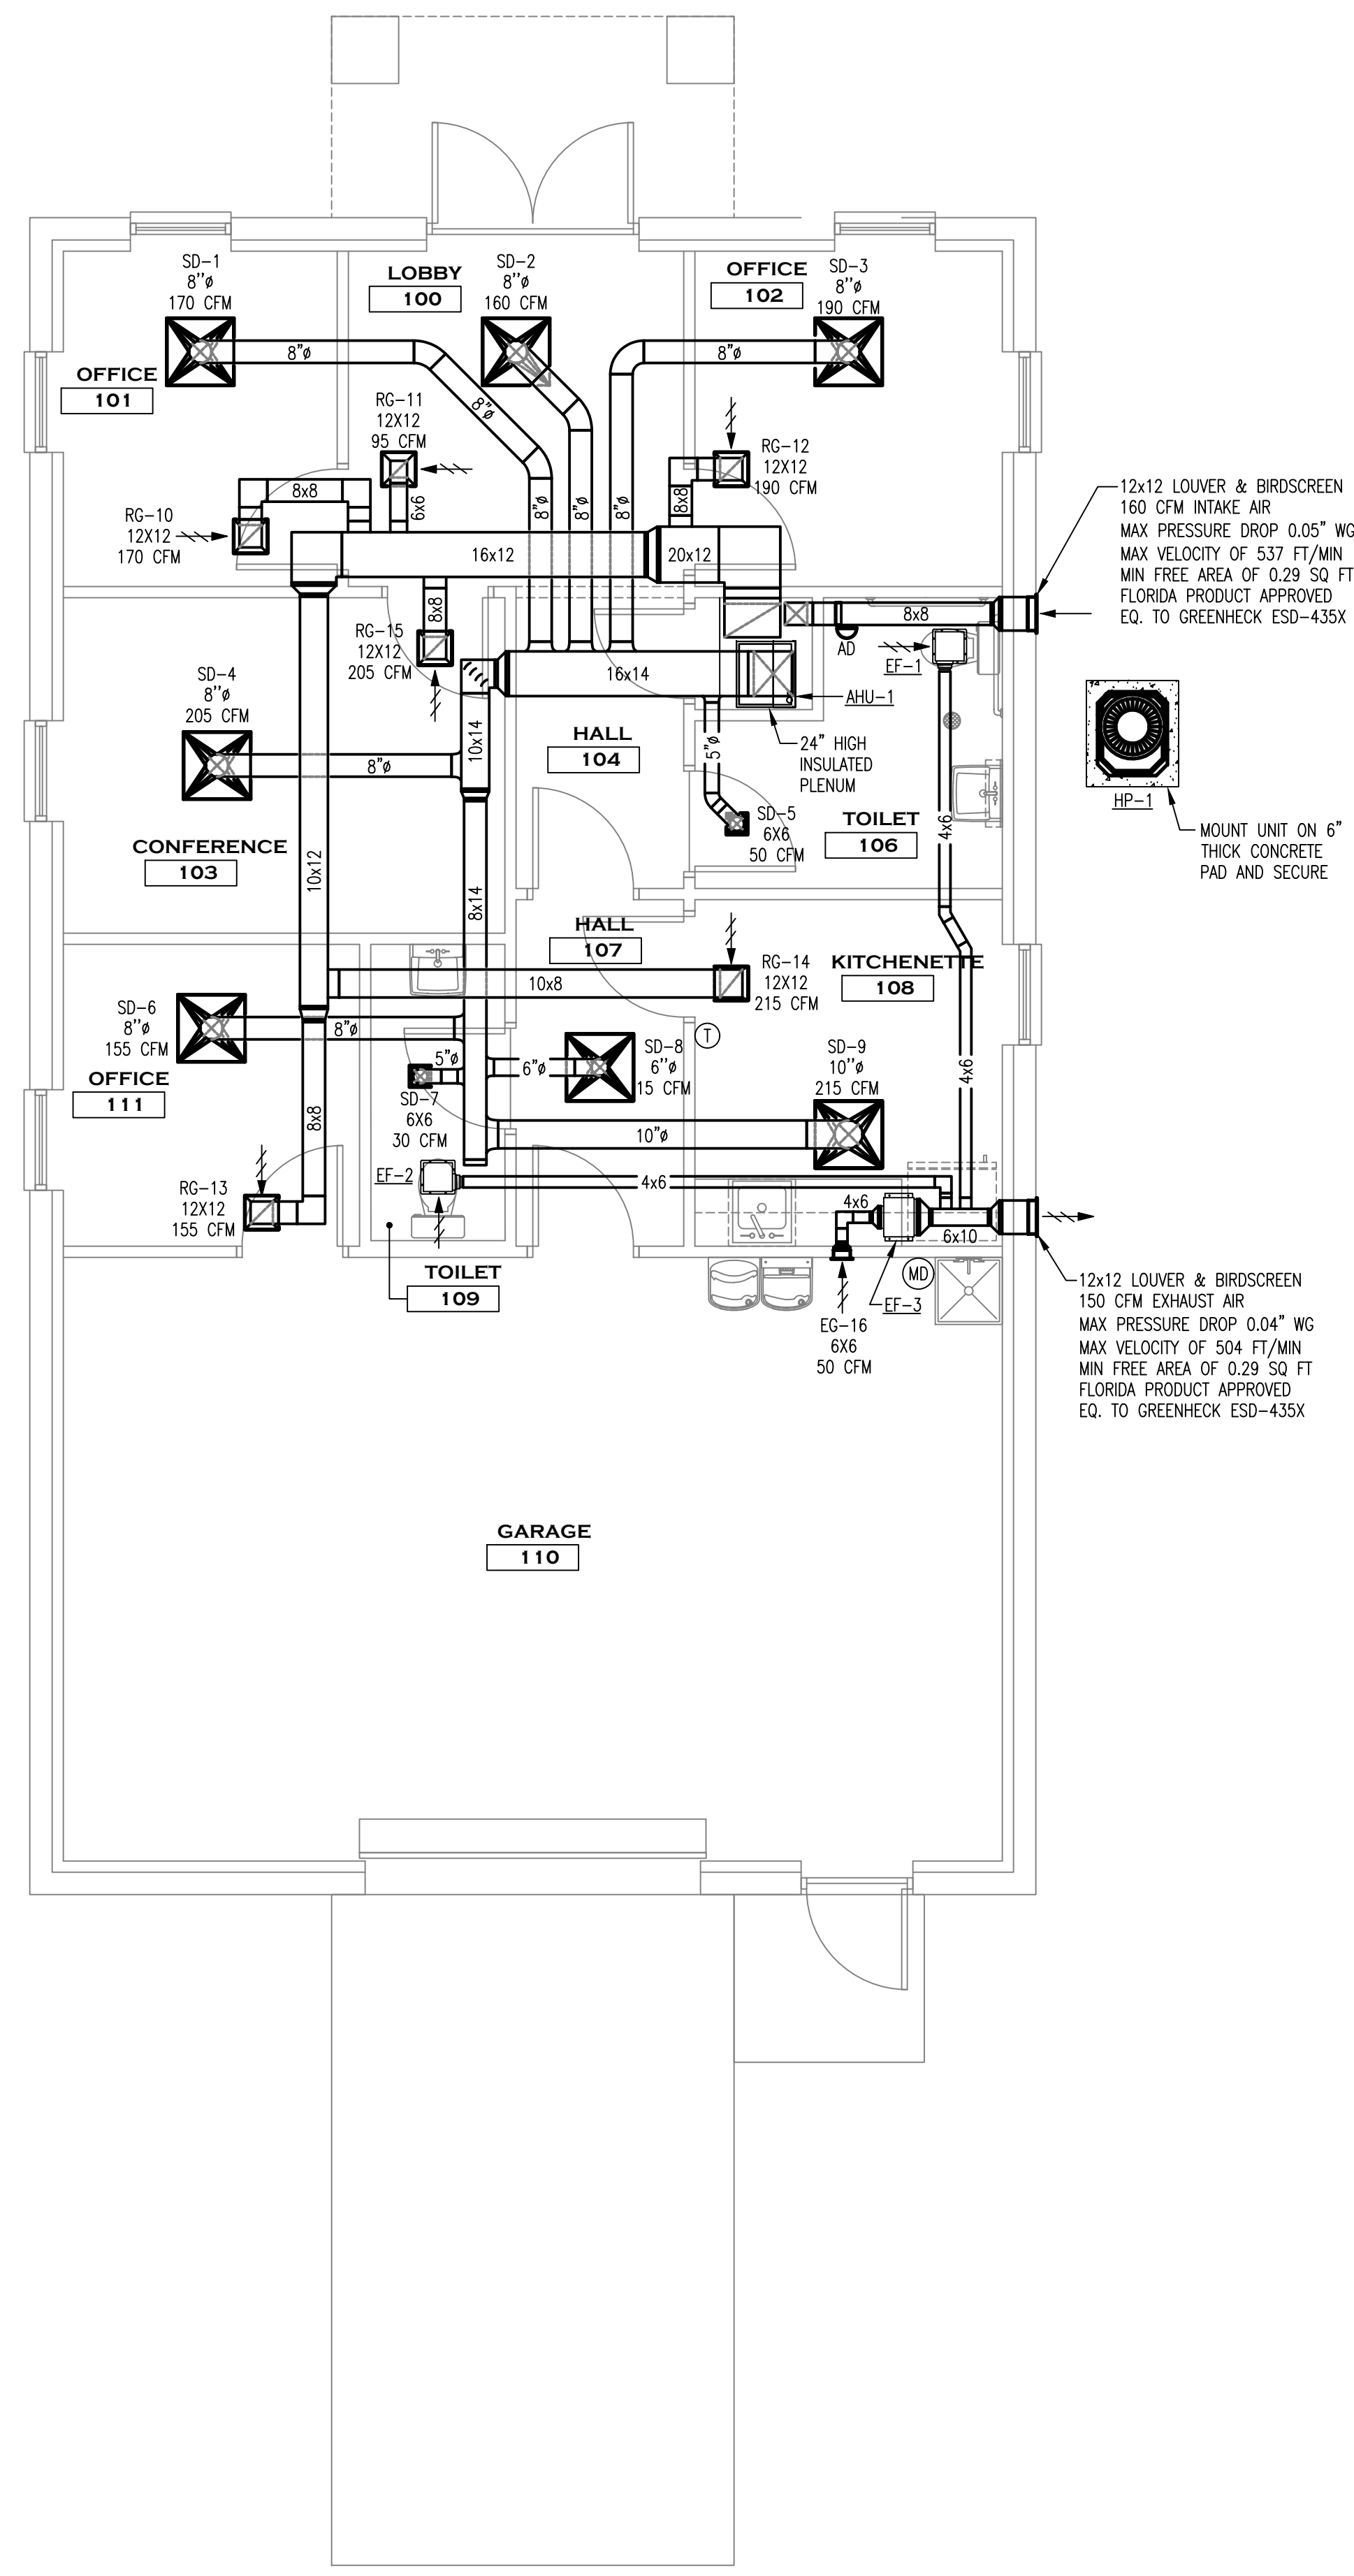 SD-1
8''ø
170 CFM
LOBBY
100
SD-2
8''ø
160 CFM
OFFICE
102
SD-3
8''ø
190 CFM
8"ø
8"ø
OFFICE
101
8"ø
RG-11
12X12
95 CFM
RG-12
12X12
190 CFM
8x8
6x6
8"ø
8"ø
8"ø
8x8
RG-10
12X12
170 CFM
16x12
20x12
12x12 LOUVER & BIRDSCREEN
160 CFM INTAKE AIR
MAX PRESSURE DROP 0.05" WG
MAX VELOCITY OF 537 FT/MIN
MIN FREE AREA OF 0.29 SQ FT
FLORIDA PRODUCT APPROVED
EQ. TO GREENHECK ESD-435X
8x8
8x8
RG-15
12X12
205 CFM
AD
EF-1
16x14
AHU-1
SD-4
8''ø
205 CFM
10x14
HALL
104
5"ø
24" HIGH
INSULATED
PLENUM
8"ø
HP-1
SD-5
6X6
50 CFM
TOILET
106
4x6
MOUNT UNIT ON 6"
THICK CONCRETE
PAD AND SECURE
CONFERENCE
103
10x12
8x14
HALL
107
RG-14
12X12
215 CFM
KITCHENETTE
108
10x8
SD-6
8''ø
155 CFM
8"ø
T
5"ø
6"ø
SD-8
6''ø
15 CFM
SD-9
10''ø
215 CFM
4x6
OFFICE
111
SD-7
6X6
30 CFM
8x8
10"ø
EF-2
4x6
RG-13
12X12
155 CFM
4x6
6x10
TOILET
109
MD
EF-3
EG-16
6X6
50 CFM
12x12 LOUVER & BIRDSCREEN
150 CFM EXHAUST AIR
MAX PRESSURE DROP 0.04" WG
MAX VELOCITY OF 504 FT/MIN
MIN FREE AREA OF 0.29 SQ FT
FLORIDA PRODUCT APPROVED
EQ. TO GREENHECK ESD-435X
GARAGE
110